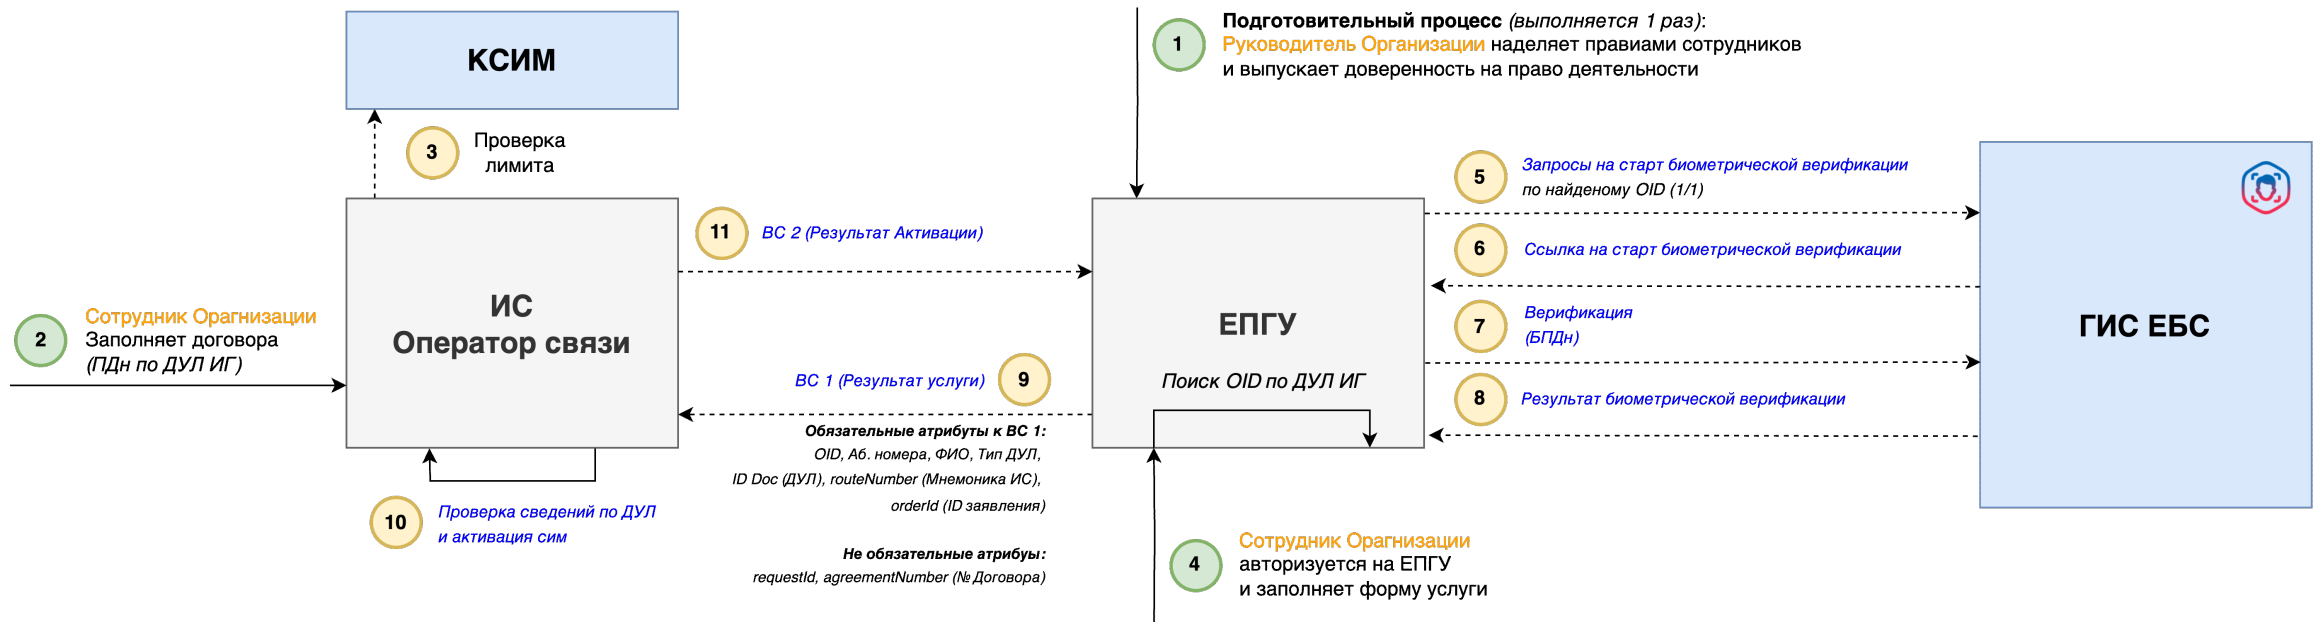 1
Подготовительный процесс (выполняется 1 раз):
Руководитель Организации наделяет правиами сотрудников
и выпускает доверенность на право деятельности
КСИМ
3
Проверка
лимита
2
Сотрудник Орагнизации
Заполняет договора
(ПДн по ДУЛ ИГ)
ИС
Оператор связи
11
ВС 2 (Результат Активации)
ВС 1 (Результат услуги)
9
Обязательные атрибуты к ВС 1:
OID, Аб. номера, ФИО, Тип ДУЛ,
ID Doc (ДУЛ), routeNumber (Мнемоника ИС),
orderId (ID заявления)
Не обязательные атрибуы:
requestId, agreementNumber (№ Договора)
10
Проверка сведений по ДУЛ
и активация сим
ЕПГУ
Поиск OID по ДУЛ ИГ
4
Сотрудник Орагнизации
авторизуется на ЕПГУ
и заполняет форму услуги
5
Запросы на старт биометрической верификации
по найденому OID (1/1)
6
Ссылка на старт биометрической верификации
7
Верификация
(БПДн)
8
Результат биометрической верификации
ГИС ЕБС